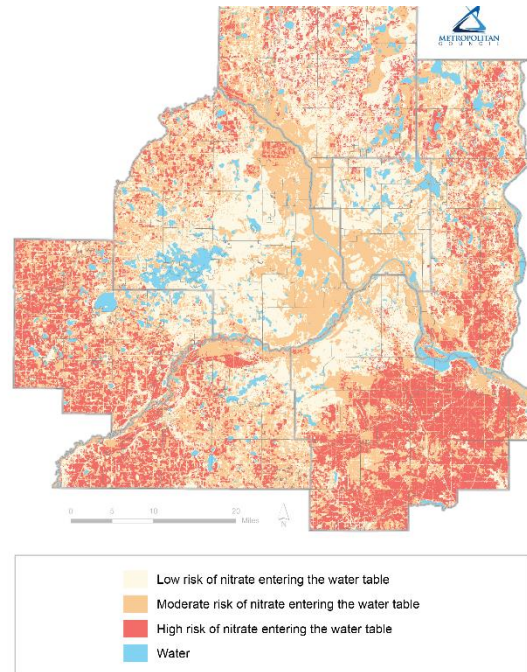 METROPOLITAN
COUNCIL
0 5 10 20
Miles
N
Low risk of nitrate entering the water table
Moderate risk of nitrate entering the water table
High risk of nitrate entering the water table
Water